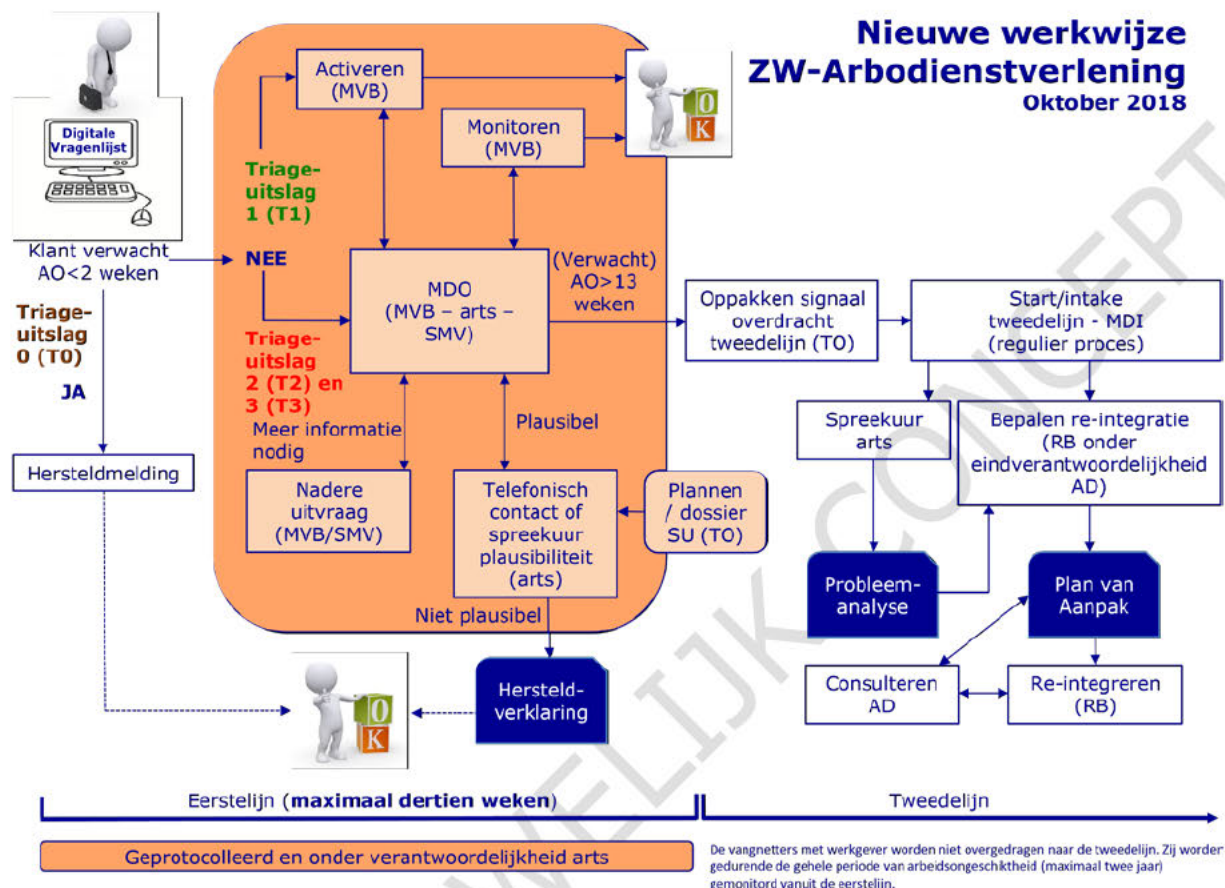 Nieuwe werkwijze
ZW-Arbodienstverlening
Oktober 2018
Digitale
Vragenlijst
Klant verwacht
AO<2 weken
Triage-
uitslag
0 (T0)
JA
Hersteldmelding
NEE
Triage-
uitslag
1 (T1)
Triage-
uitslag
2 (T2) en
3 (T3)
Activeren
(MVB)
Monitoren
(MVB)
O
K
MDO
(MVB – arts –
SMV)
(Verwacht)
AO>13
weken
Meer informatie
nodig
Plausibel
Nadere
uitvraag
(MVB/SMV)
Telefonisch
contact of
spreekuur
plausibiliteit
(arts)
Plannen
/ dossier
SU (TO)
Niet plausibel
Hersteld-
verklaring
O
K
Oppakken signaal
overdracht
tweedelijn (TO)
Start/intake
tweedelijn - MDI
(regulier proces)
Spreekuur
arts
Bepalen re-integratie
(RB onder
eindverantwoordelijkheid
AD)
Probleem-
analyse
Plan van
Aanpak
Consulteren
AD
Re-integreren
(RB)
Eerstelijn (maximaal dertien weken)
Tweedelijn
Geprotocolleerd en onder verantwoordelijkheid arts
De vangnetters met werkgever worden niet overgedragen naar de tweedelijn. Zij worder
gedurende de gehele periode van arbeidsongeschiktheid (maximaal twee jaar)
gemonitord vanuit de eerstelijn.
WELIJK CONCEPT